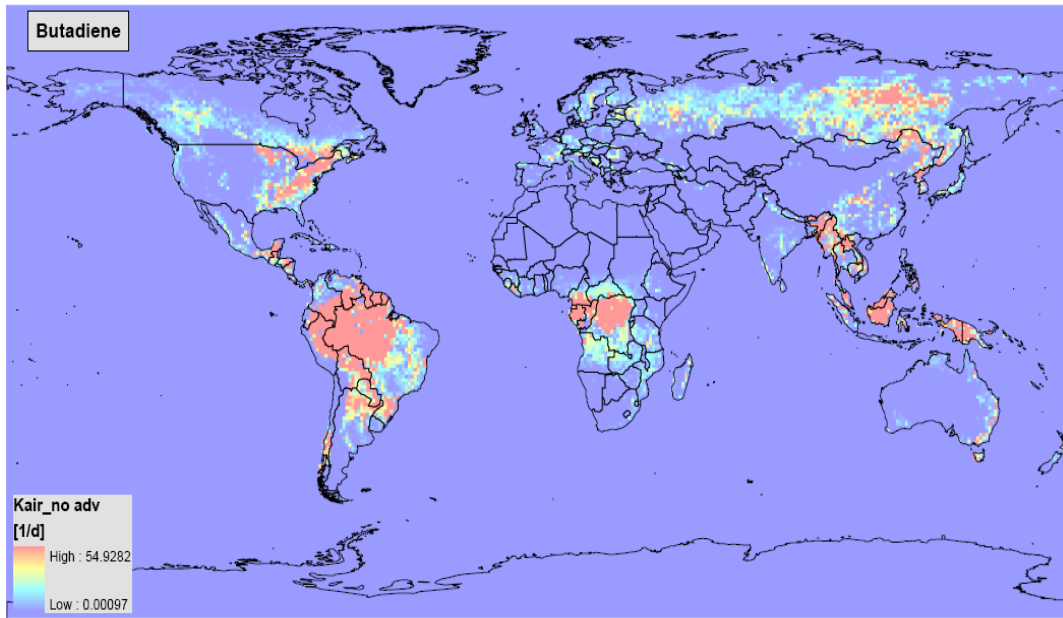 Butadiene
Kair_no adv
[1/d]
High : 54.9282
Low : 0.00097